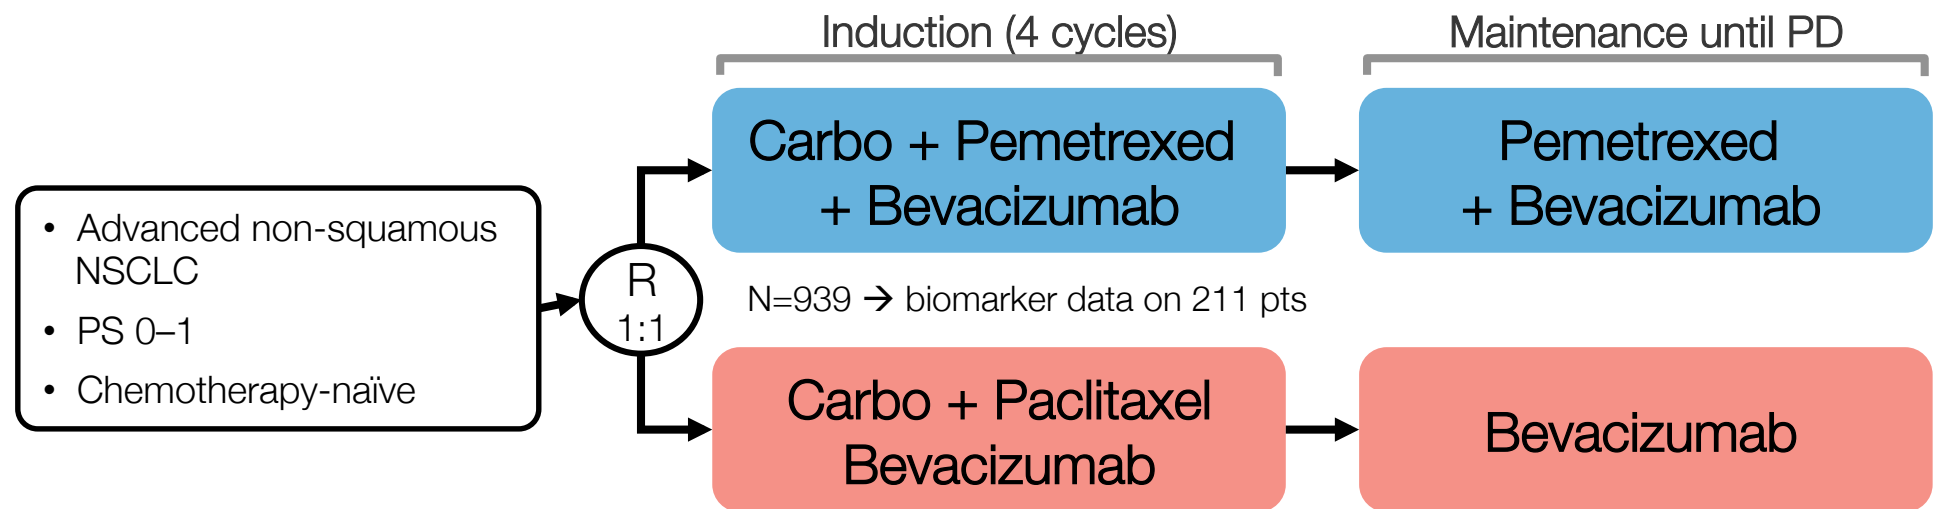 Induction (4 cycles)
Maintenance until PD
Carbo + Pemetrexed
+ Bevacizumab
Pemetrexed
+ Bevacizumab
• Advanced non-squamous
NSCLC
• PS 0–1
• Chemotherapy-naïve
R
1:1
N=939 → biomarker data on 211 pts
Carbo + Paclitaxel
Bevacizumab
Bevacizumab